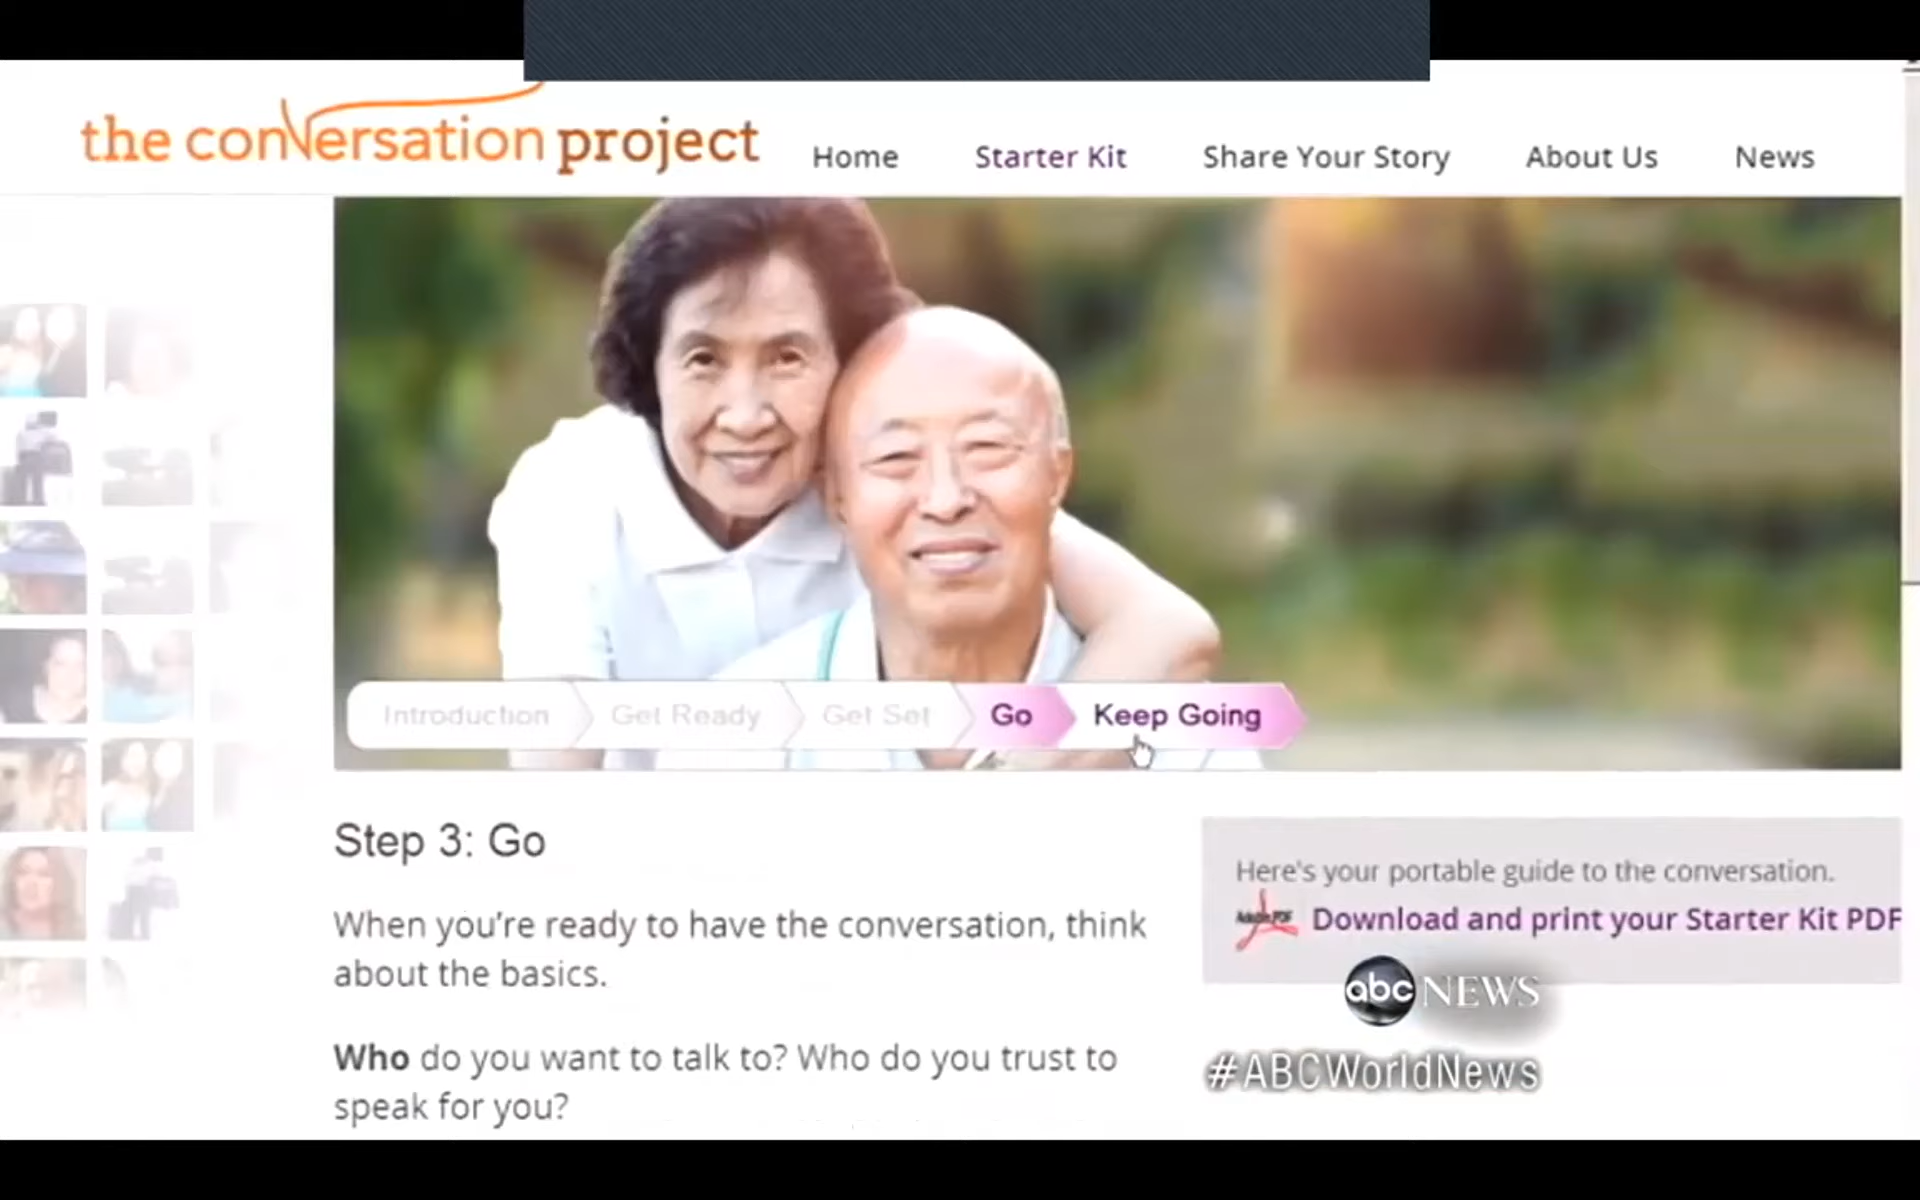 the conversation project
Home Starter Kit Share Your Story About Us News
Introduction Get Ready Get Set Go Keep Going
Step 3: Go
When you're ready to have the conversation, think
about the basics.
Who do you want to talk to? Who do you trust to
speak for you?
Here's your portable guide to the conversation.
Adobe PDF Download and print your Starter Kit PDF
abc NEWS
#ABCWorldNews